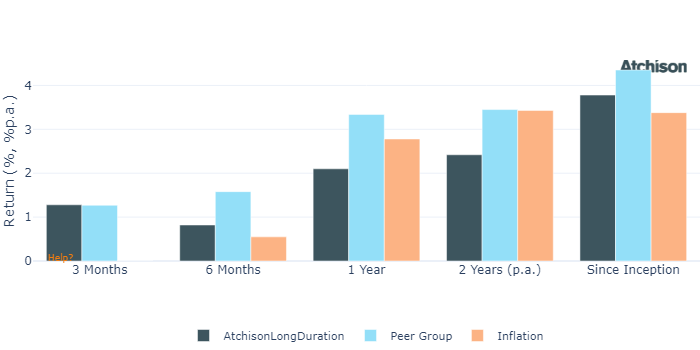 Atchison
Return (%, %p.a.)
4
3
2
1
0
Help?
3 Months
6 Months
1 Year
2 Years (p.a.)
Since Inception
AtchisonLongDuration
Peer Group
Inflation